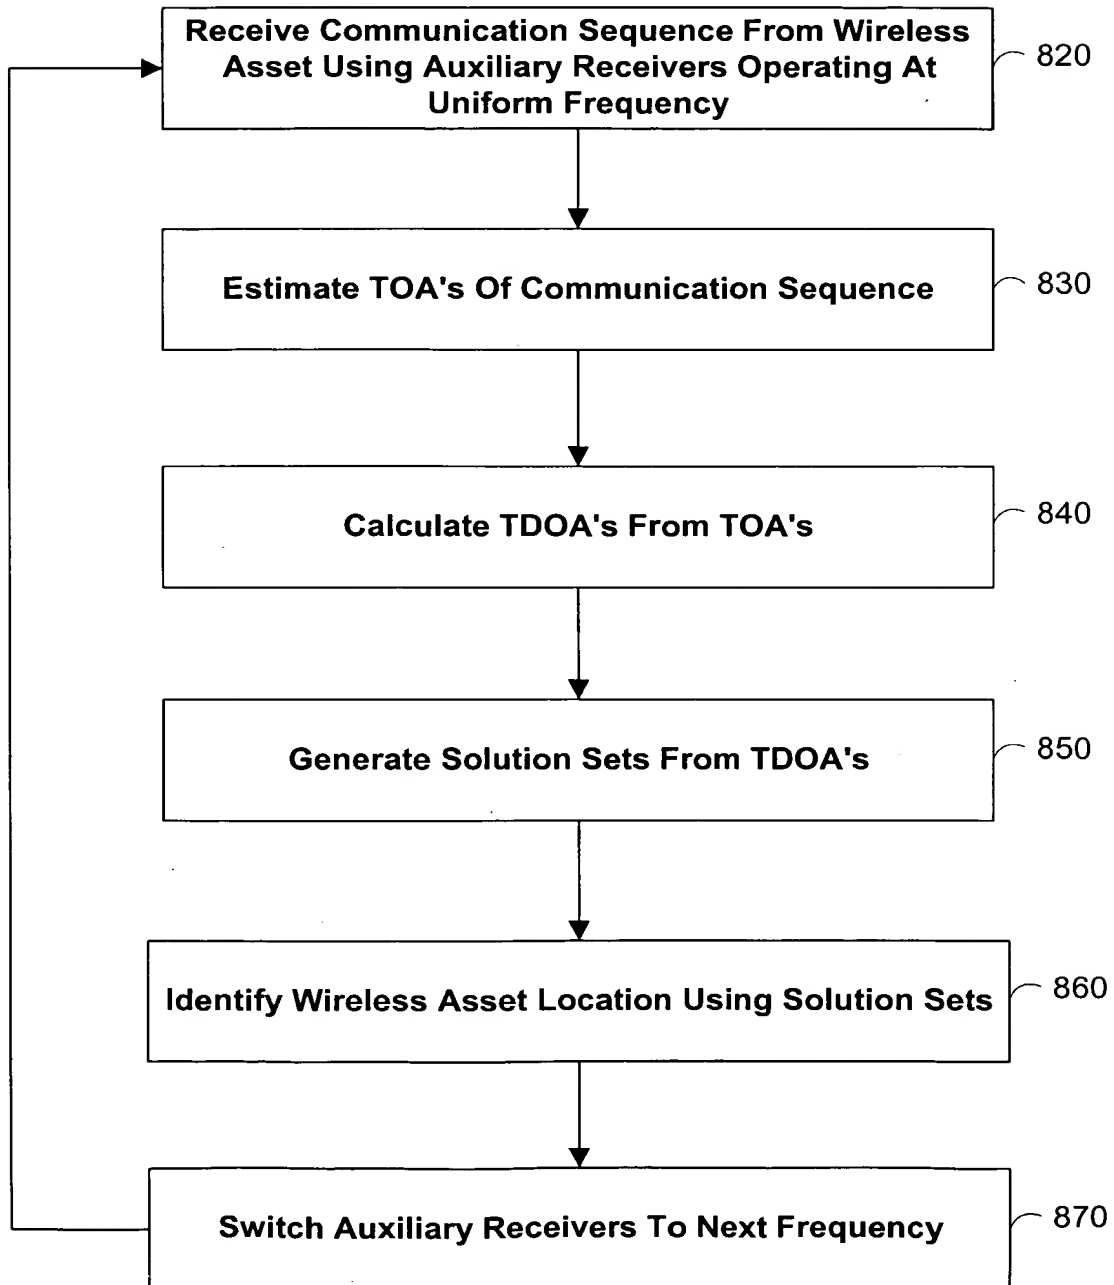 Receive Communication Sequence From Wireless
Asset Using Auxiliary Receivers Operating At
Uniform Frequency
820
Estimate TOA's Of Communication Sequence
830
Calculate TDOA's From TOA's
840
Generate Solution Sets From TDOA's
850
Identify Wireless Asset Location Using Solution Sets
860
Switch Auxiliary Receivers To Next Frequency
870